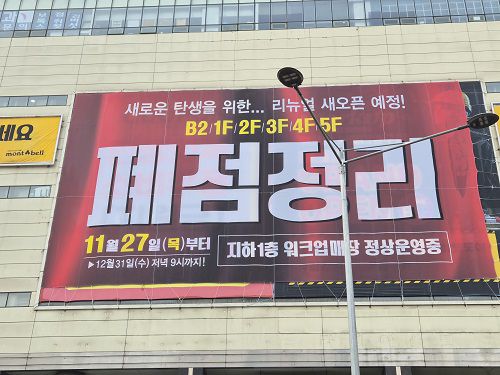 새로운 탄생을 위한... 리뉴얼 새오픈 예정!
B2/1F/2F/3F/4F/5F
폐점정리
11월 27일(목)부터
▶12월 31일(수) 저녁 9시까지!
지하1층 워크업매장 정상운영중
세요
montbell